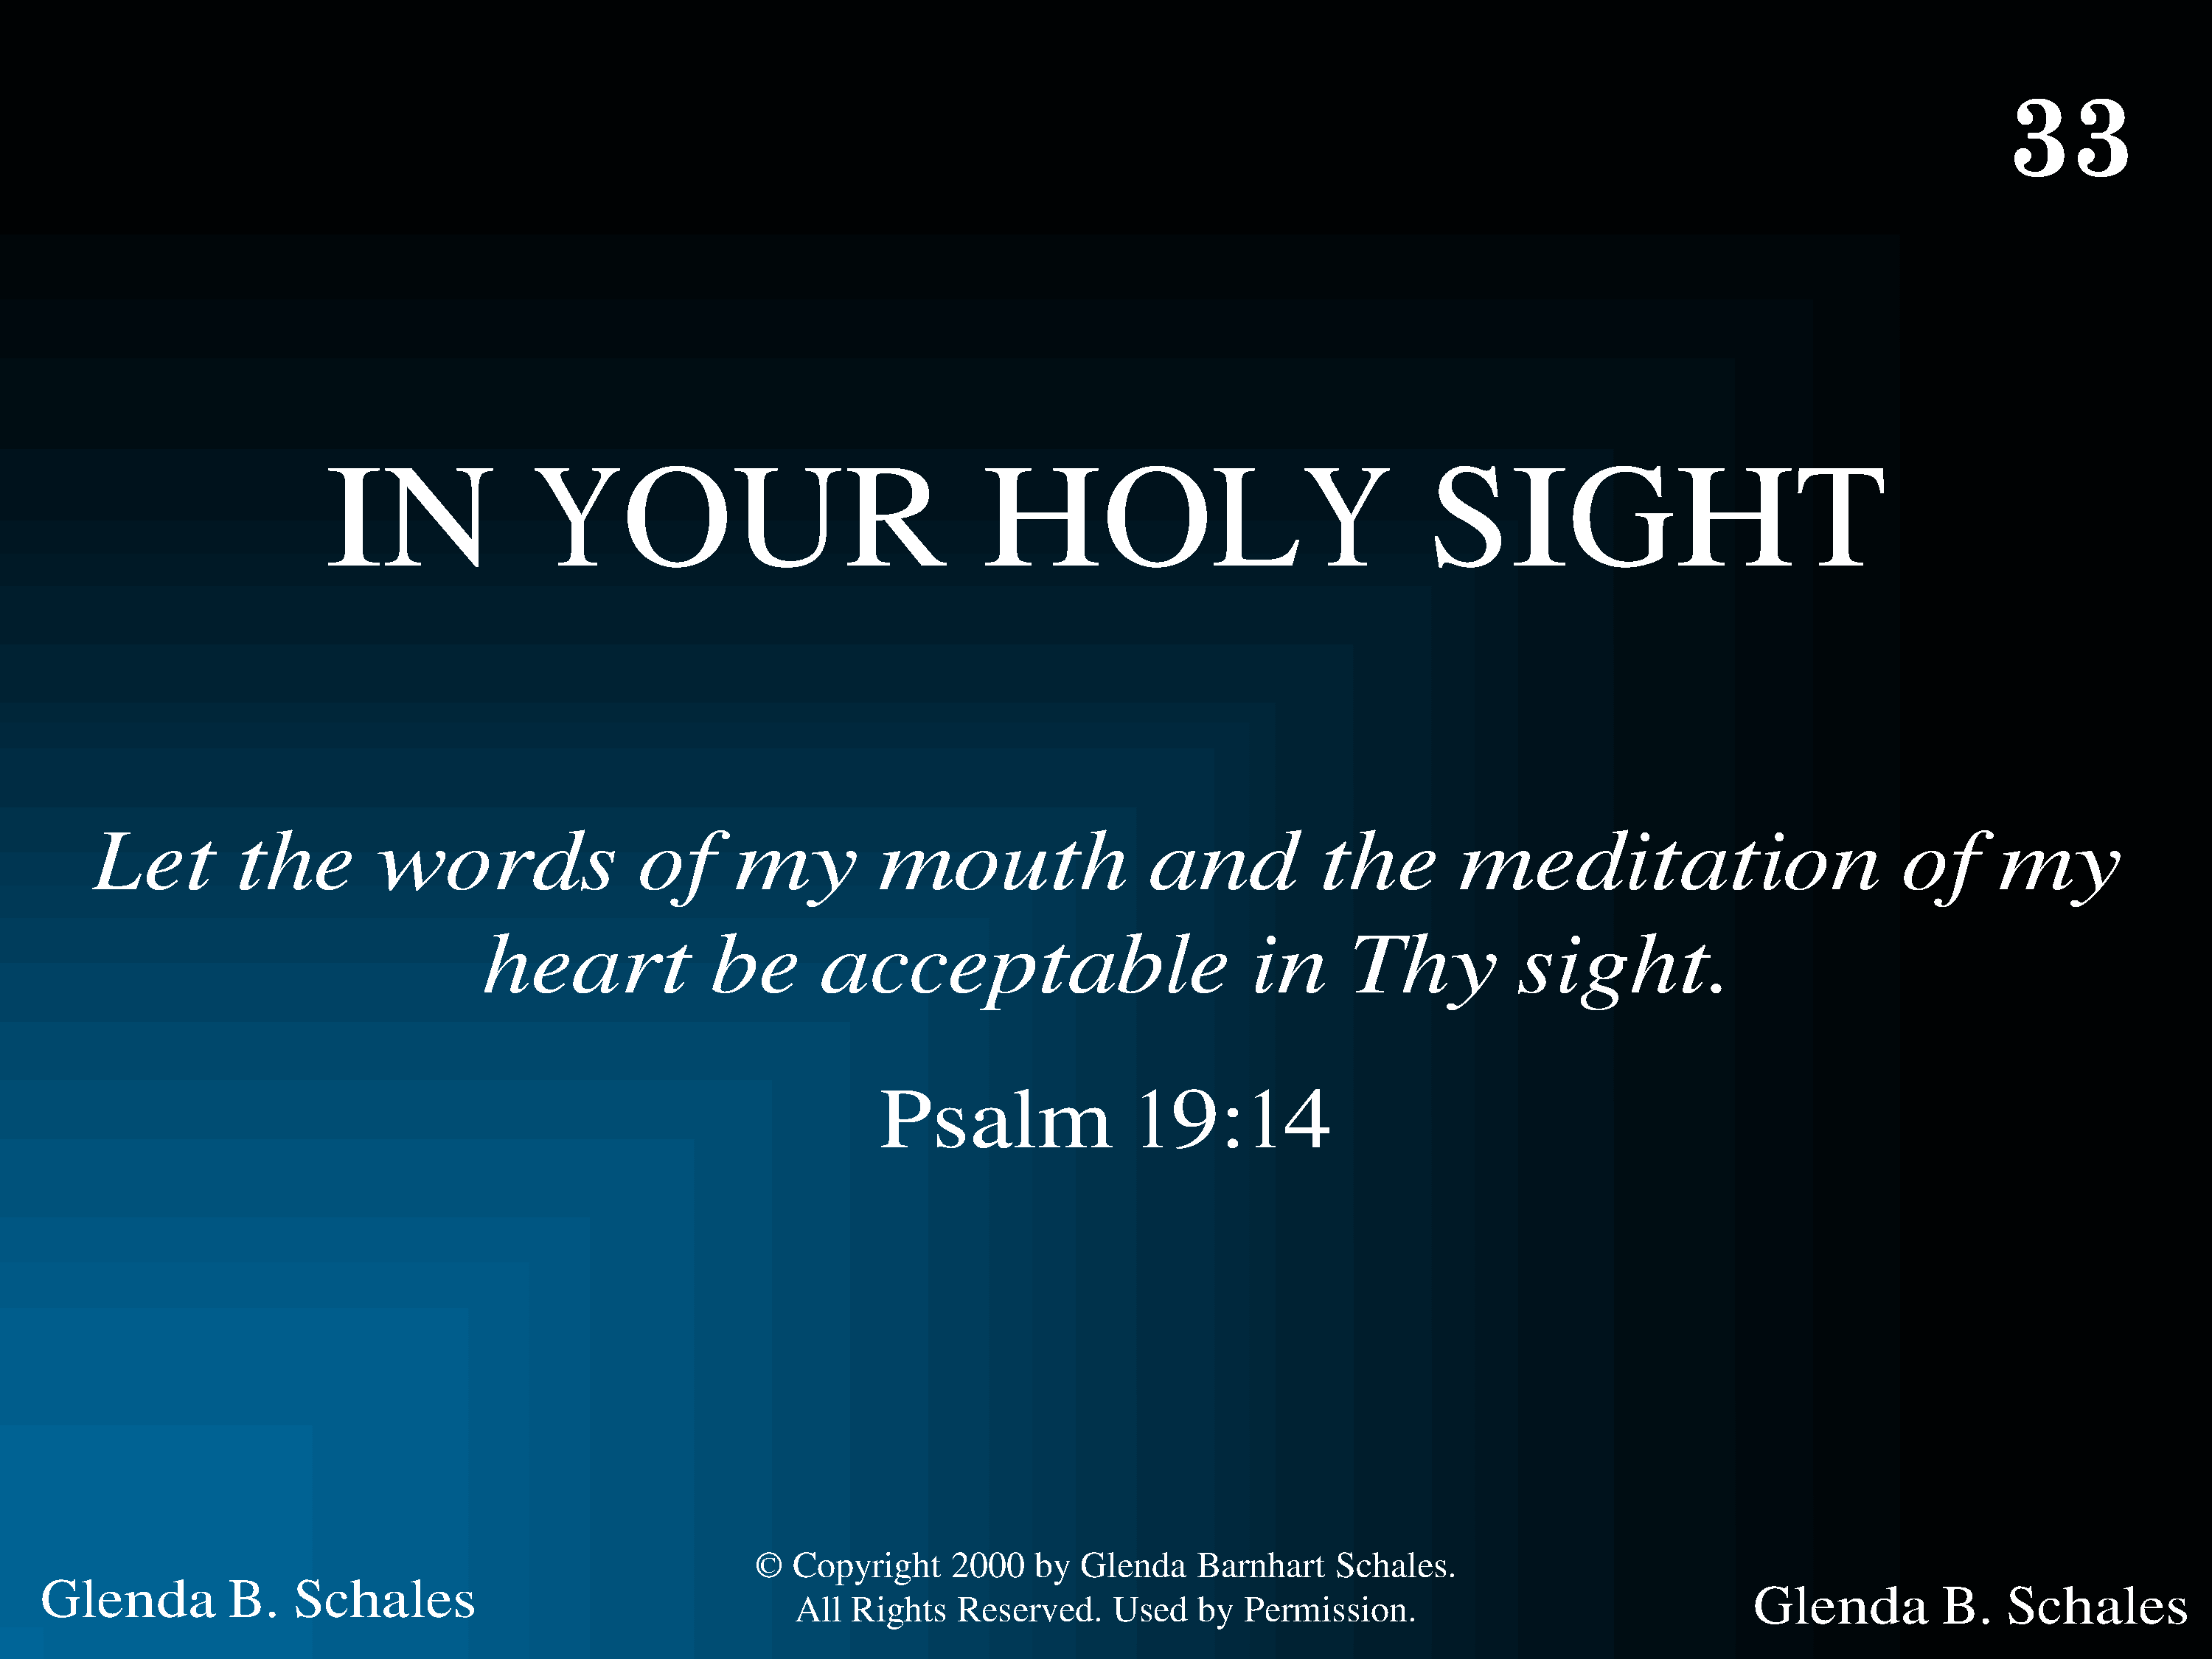 33
IN YOUR HOLY SIGHT
Let the words of my mouth and the meditation of my
heart be acceptable in Thy sight.
Psalm 19:14
© Copyright 2000 by Glenda Barnhart Schales.
All Rights Reserved. Used by Permission.
Glenda B. Schales
Glenda B. Schales